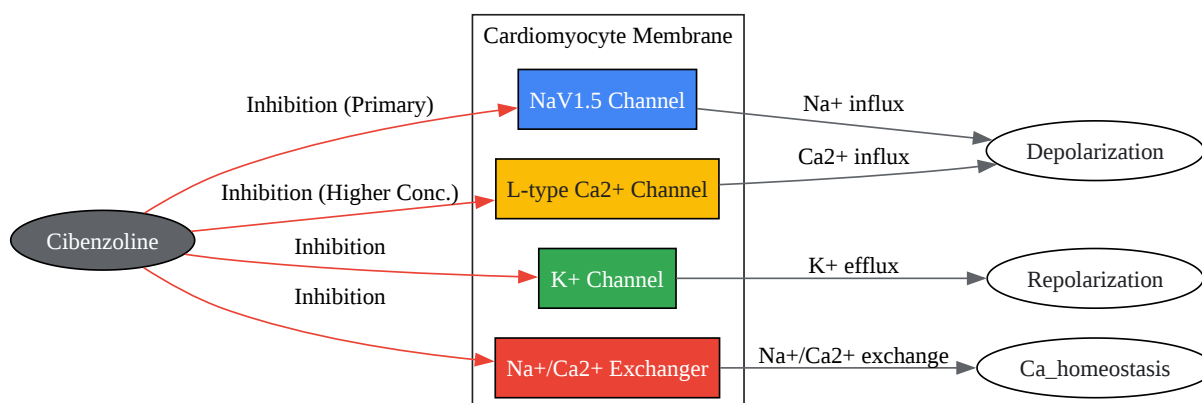 Cardiomyocyte Membrane
Inhibition (Primary)
NaV1.5 Channel
Na+ influx
Depolarization
Inhibition (Higher Conc.)
L-type Ca2+ Channel
Ca2+ influx
Cibenzoline
Inhibition
K+ Channel
K+ efflux
Repolarization
Inhibition
Na+/Ca2+ Exchanger
Na+/Ca2+ exchange
Ca_homeostasis